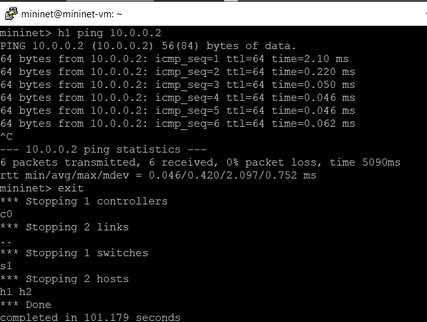 mininet@mininet-vm: ~
mininet> h1 ping 10.0.0.2
PING 10.0.0.2 (10.0.0.2) 56(84) bytes of data.
64 bytes from 10.0.0.2: icmp_seq=1 ttl=64 time=2.10 ms
64 bytes from 10.0.0.2: icmp_seq=2 ttl=64 time=0.220 ms
64 bytes from 10.0.0.2: icmp_seq=3 ttl=64 time=0.050 ms
64 bytes from 10.0.0.2: icmp_seq=4 ttl=64 time=0.046 ms
64 bytes from 10.0.0.2: icmp_seq=5 ttl=64 time=0.046 ms
64 bytes from 10.0.0.2: icmp_seq=6 ttl=64 time=0.062 ms
^C
--- 10.0.0.2 ping statistics ---
6 packets transmitted, 6 received, 0% packet loss, time 5090ms
rtt min/avg/max/mdev = 0.046/0.420/2.097/0.752 ms
mininet> exit
*** Stopping 1 controllers
c0
*** Stopping 2 links
..
*** Stopping 1 switches
s1
*** Stopping 2 hosts
h1 h2
*** Done
completed in 101.179 seconds